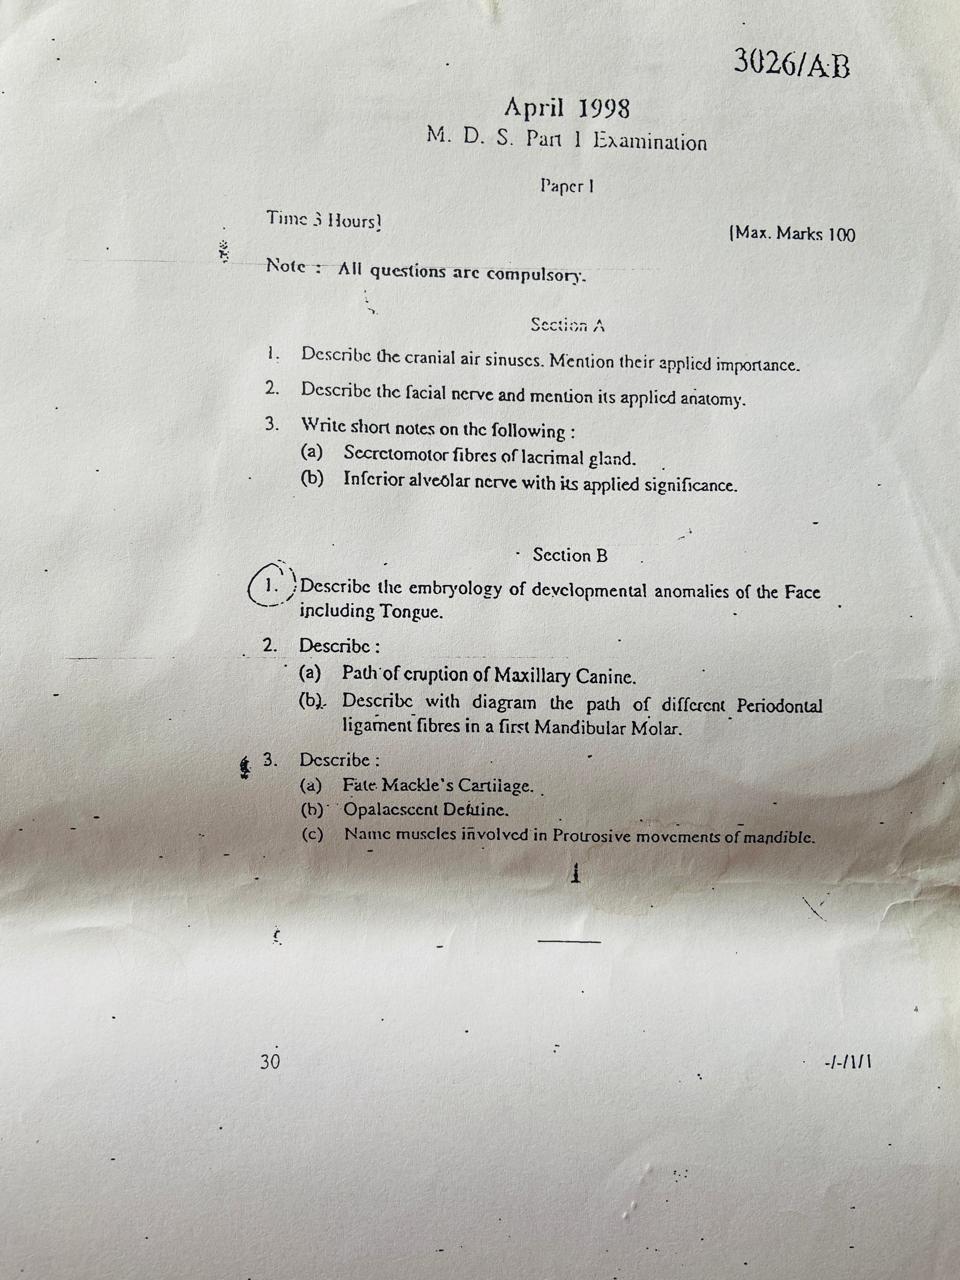 3026/AB
April 1998
M. D. S. Part 1 Examination
Paper I
Time 3 Hours]
[Max. Marks 100
Note : All questions are compulsory.
Section A
1. Describe the cranial air sinuses. Mention their applied importance.
2. Describe the facial nerve and mention its applied anatomy.
3. Write short notes on the following :
(a) Secretomotor fibres of lacrimal gland.
(b) Inferior alveolar nerve with its applied significance.
Section B
1. Describe the embryology of developmental anomalies of the Face
including Tongue.
2. Describe :
(a) Path of eruption of Maxillary Canine.
(b) Describe with diagram the path of different Periodontal
ligament fibres in a first Mandibular Molar.
3. Describe :
(a) Fate Mackle's Cartilage.
(b) Opalaescent Dentine.
(c) Name muscles involved in Protrosive movements of mandible.
30
-/-/1/1